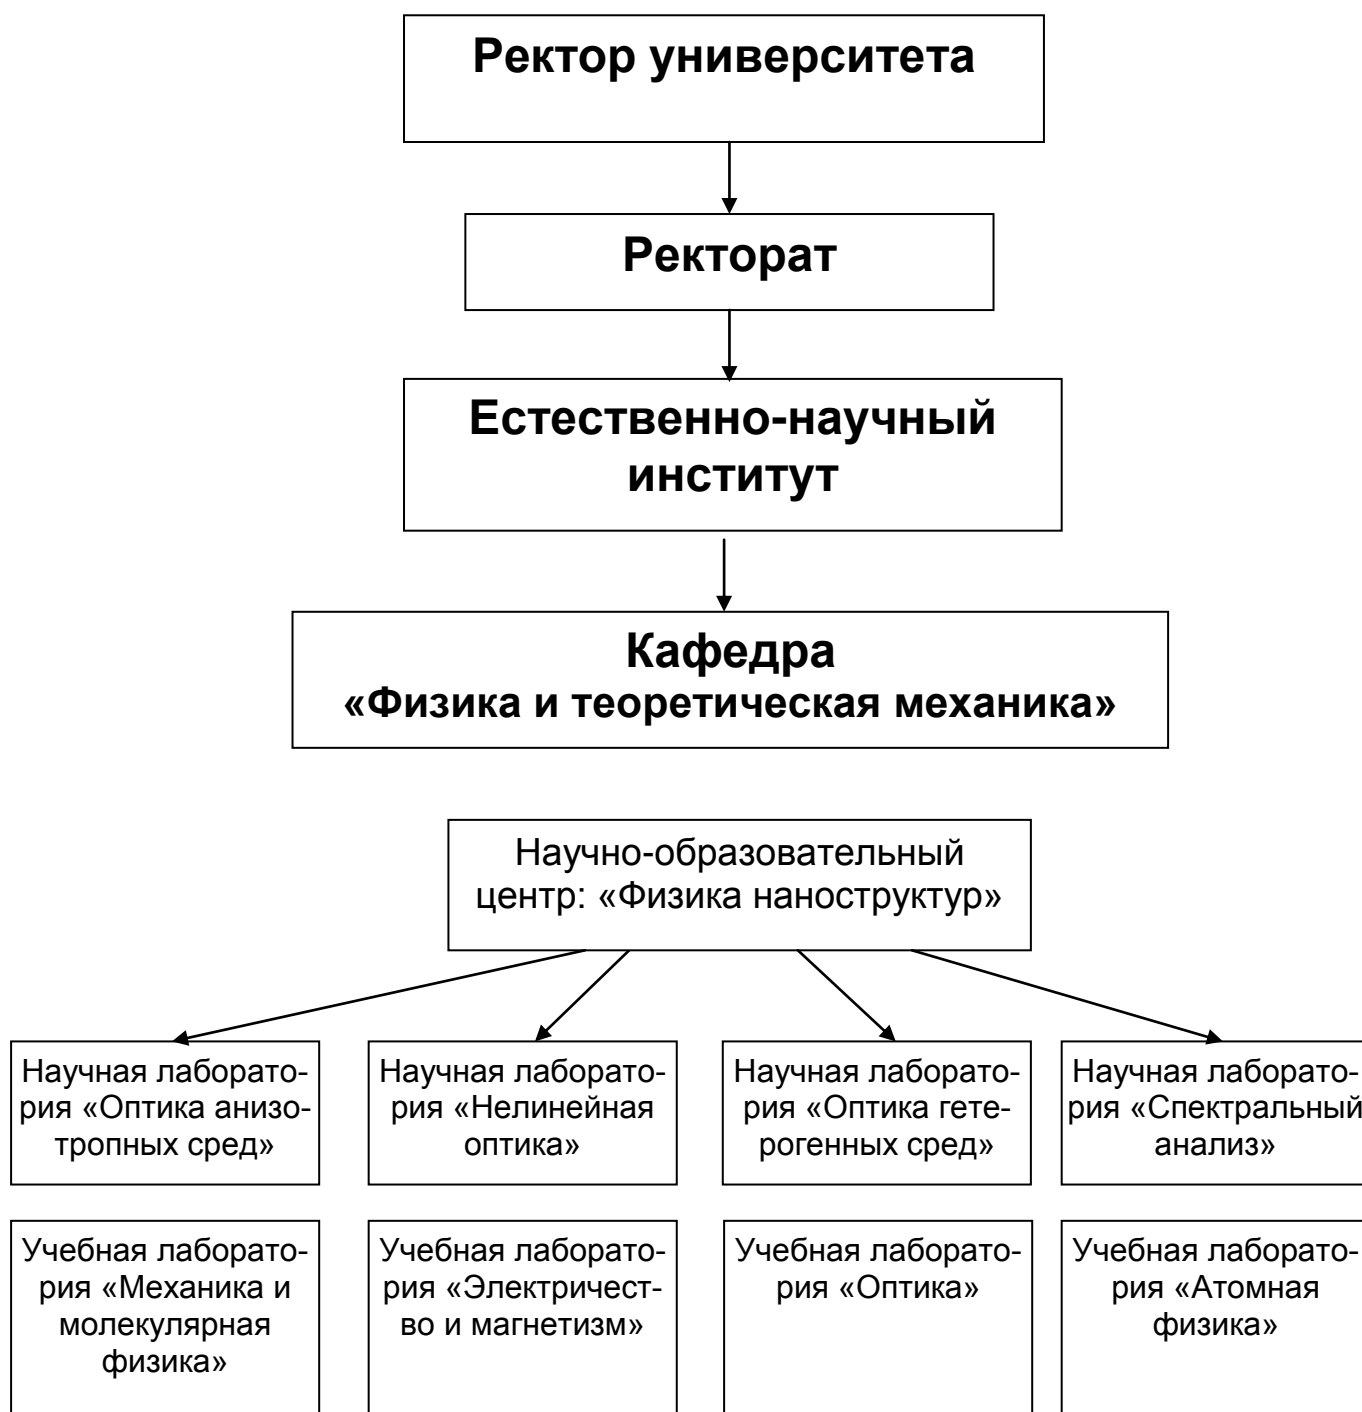 Ректор университета
Ректорат
Естественно-научный
институт
Кафедра
«Физика и теоретическая механика»
Научно-образовательный
центр: «Физика наноструктур»
Научная лаборато-
рия «Оптика анизо-
тропных сред»
Научная лаборато-
рия «Нелинейная
оптика»
Научная лаборато-
рия «Оптика гете-
рогенных сред»
Научная лаборато-
рия «Спектральный
анализ»
Учебная лаборато-
рия «Механика и
молекулярная
физика»
Учебная лаборато-
рия «Электричест-
во и магнетизм»
Учебная лаборато-
рия «Оптика»
Учебная лаборато-
рия «Атомная
физика»